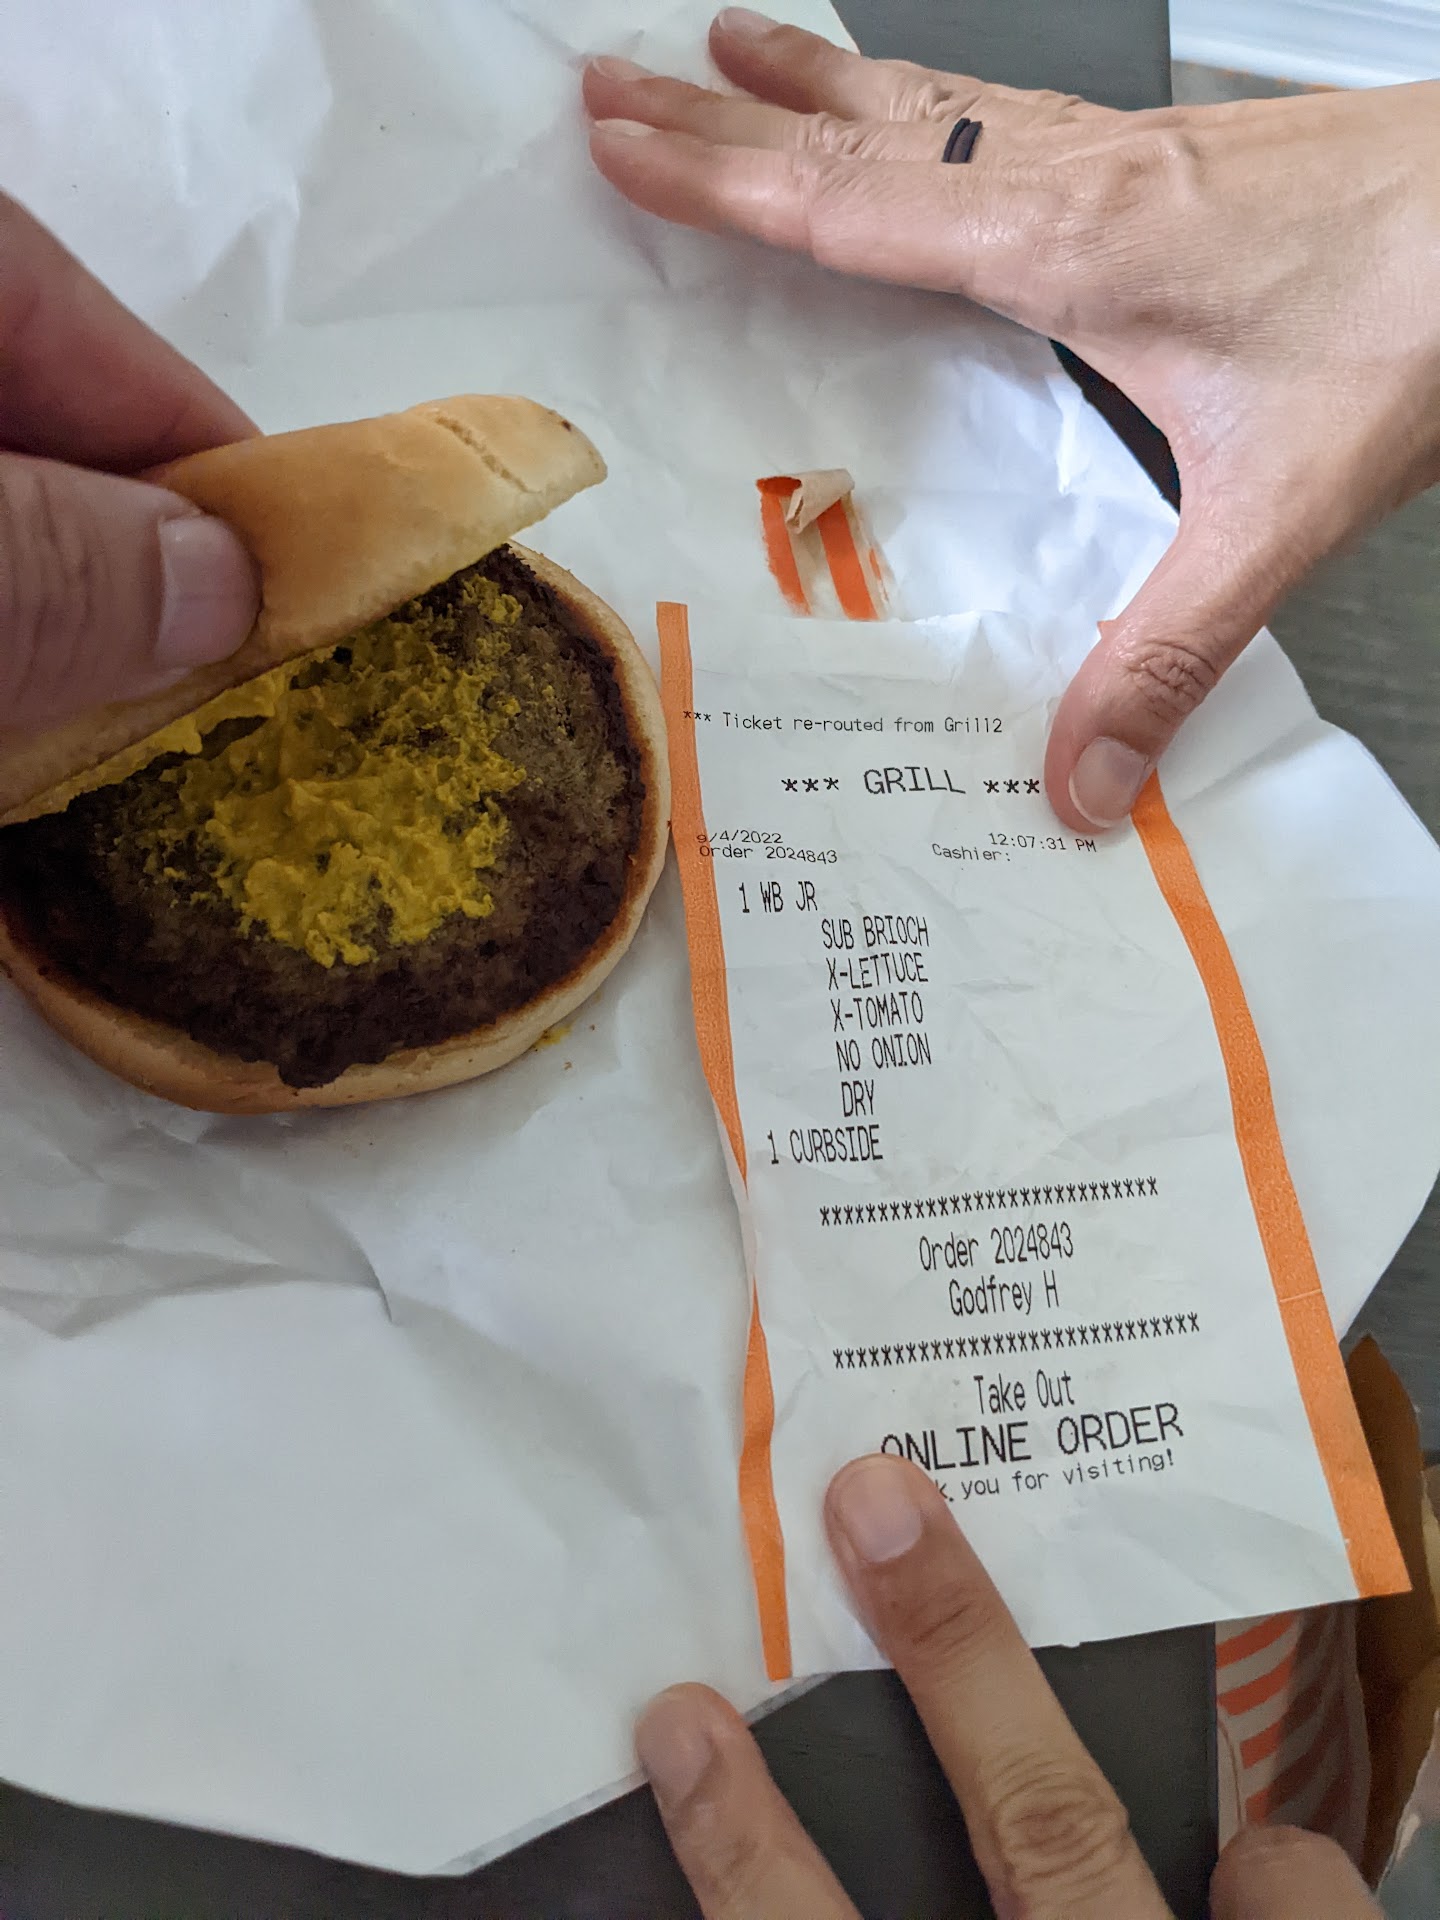 *** Ticket re-routed from Grill2
*** GRILL ***
9/4/2022 12:07:31 PM
Order 2024843 Cashier:
1 WB JR
SUB BRIOCH
X-LETTUCE
X-TOMATO
NO ONION
DRY
1 CURBSIDE
****************************
Order 2024843
Godfrey H
******************************
Take Out
ONLINE ORDER
you for visiting!